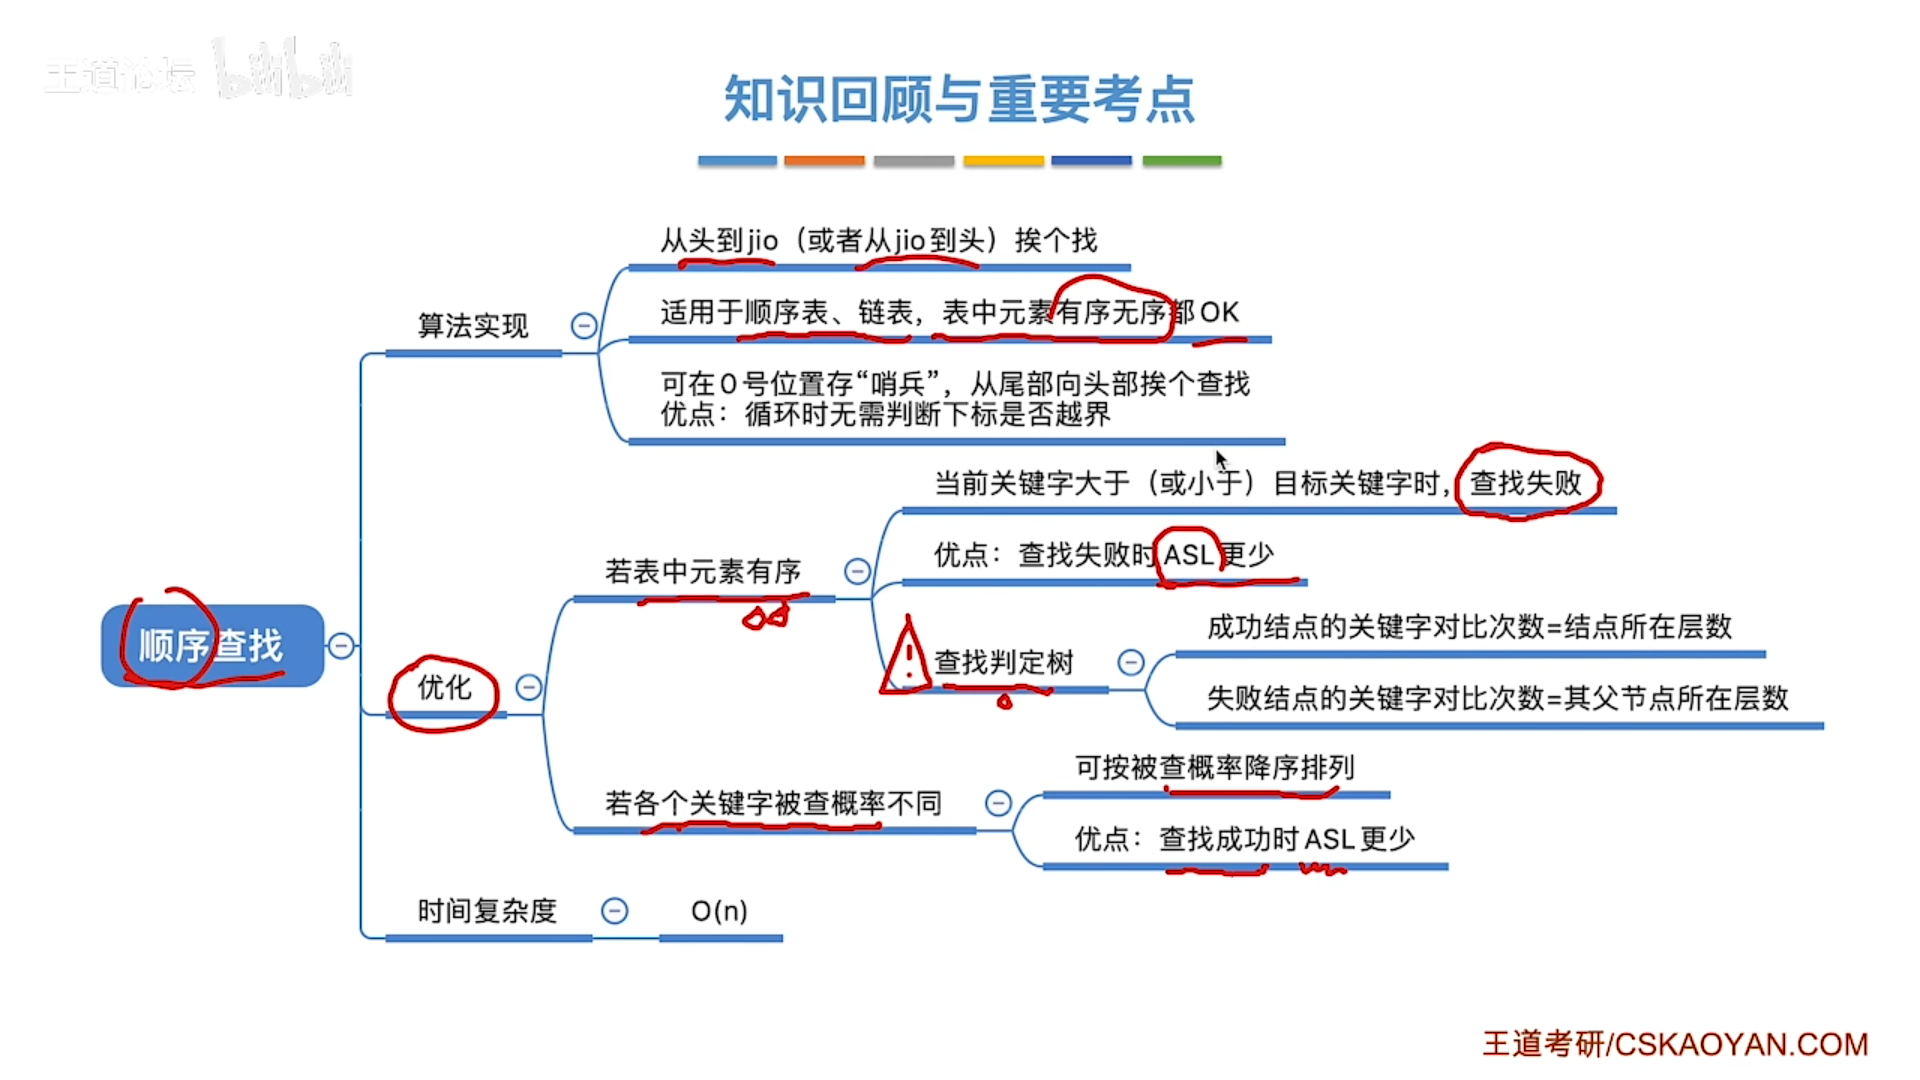 王道论坛 bilibili
知识回顾与重要考点
从头到jio（或者从jio到头）挨个找
适用于顺序表、链表，表中元素有序无序都OK
算法实现
可在0号位置存“哨兵”，从尾部向头部挨个查找
优点：循环时无需判断下标是否越界
当前关键字大于（或小于）目标关键字时，查找失败
优点：查找失败时ASL更少
若表中元素有序
成功结点的关键字对比次数=结点所在层数
查找判定树
失败结点的关键字对比次数=其父节点所在层数
顺序查找
优化
可按被查概率降序排列
若各个关键字被查概率不同
优点：查找成功时ASL更少
时间复杂度
O(n)
王道考研/CSKAOYAN.COM